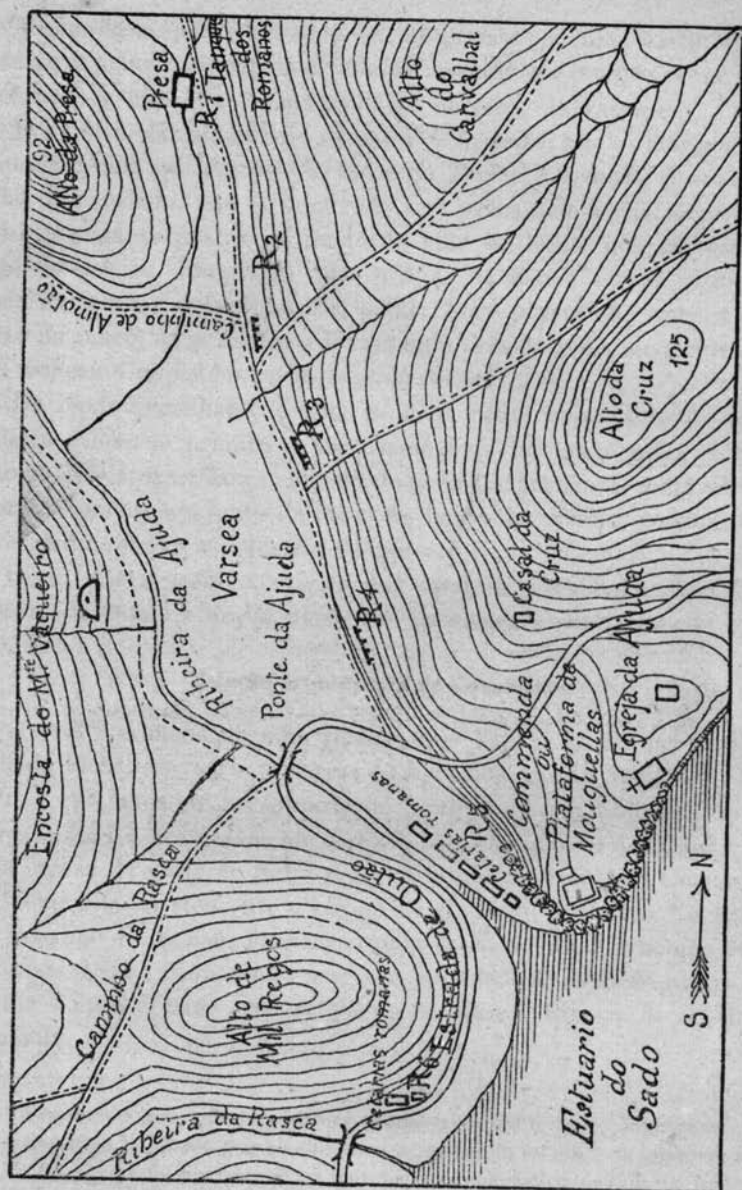 92
Alto da Presa
Presa
R1 Tanque
dos
Romanos
Alto
do
Carvalhal
R2
Caminho de Almelão
R3
Alto da
Cruz 125
Encosta do Mte Vaqueiro
Ribeira da Ajuda
Varsea
Ponte da Ajuda
R4
Casal da
Cruz
Commenda
ou
Plataforma de
Mouguellas
Egreja da Ajuda
Caminho da Rasca
R5
Cetarias romanas
Alto de
Mil Regos
Estrada de Outão
Cetarias romanas
R6
Ribeira da Rasca
Estuario
do
Sado
S N